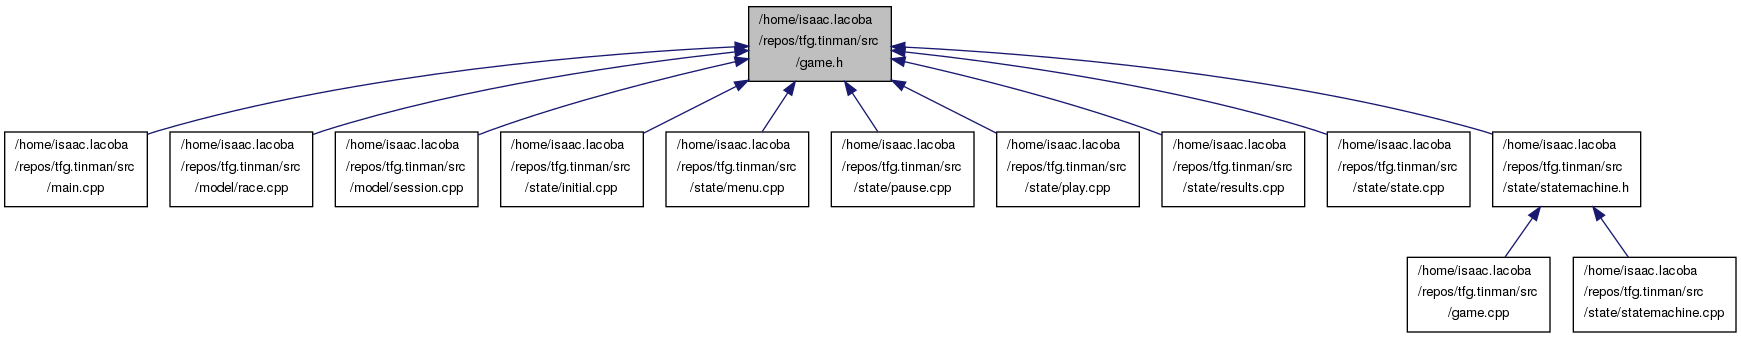 /home/isaac.lacoba
/repos/tfg.tinman/src
/game.h
/home/isaac.lacoba
/repos/tfg.tinman/src
/main.cpp
/home/isaac.lacoba
/repos/tfg.tinman/src
/model/race.cpp
/home/isaac.lacoba
/repos/tfg.tinman/src
/model/session.cpp
/home/isaac.lacoba
/repos/tfg.tinman/src
/state/initial.cpp
/home/isaac.lacoba
/repos/tfg.tinman/src
/state/menu.cpp
/home/isaac.lacoba
/repos/tfg.tinman/src
/state/pause.cpp
/home/isaac.lacoba
/repos/tfg.tinman/src
/state/play.cpp
/home/isaac.lacoba
/repos/tfg.tinman/src
/state/results.cpp
/home/isaac.lacoba
/repos/tfg.tinman/src
/state/state.cpp
/home/isaac.lacoba
/repos/tfg.tinman/src
/state/statemachine.h
/home/isaac.lacoba
/repos/tfg.tinman/src
/game.cpp
/home/isaac.lacoba
/repos/tfg.tinman/src
/state/statemachine.cpp